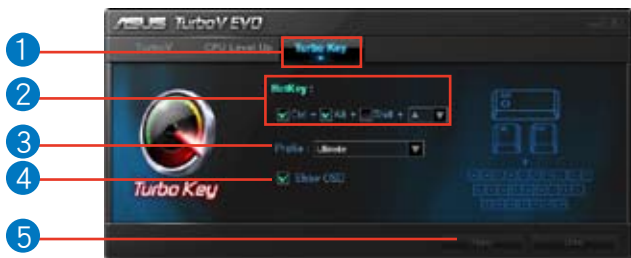 ASUS TurboV EVO
TurboV CPU Level Up Turbo Key
1
HotKey :
2
Ctrl + Alt + Shift + A
3
Profile : Ultimate
4
Show OSD
Turbo Key
5